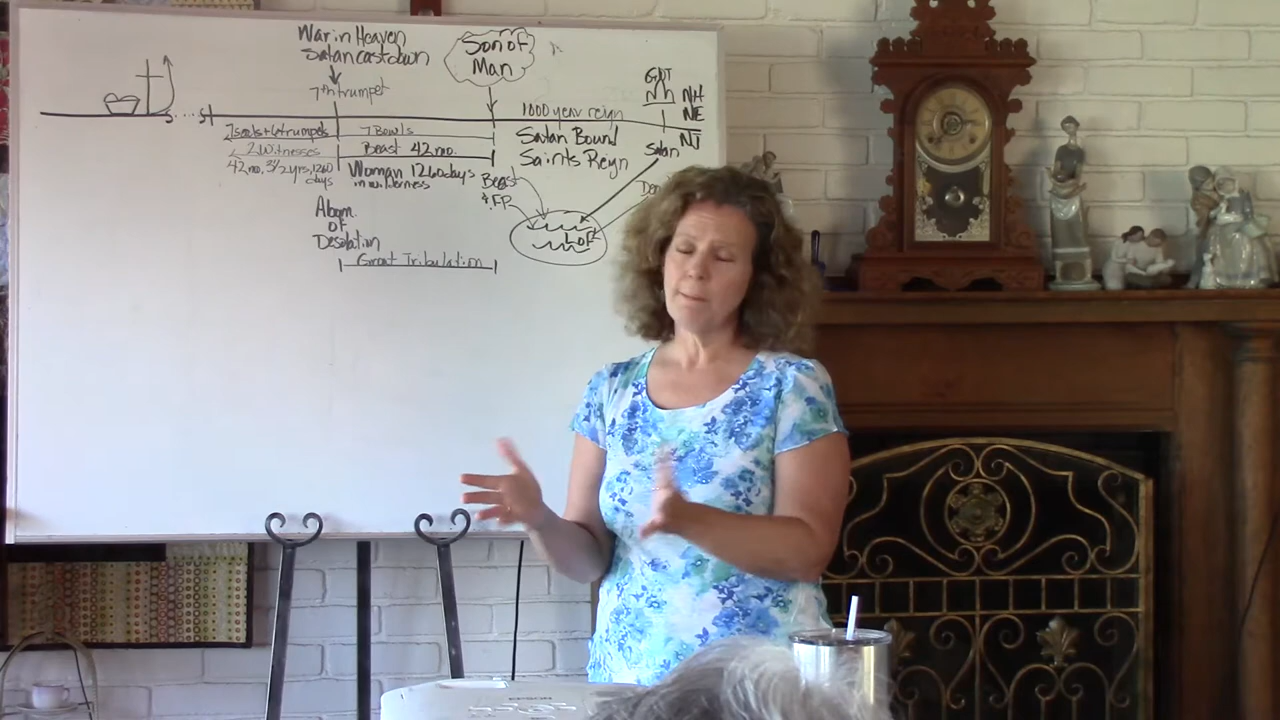 War in Heaven
Satan cast down
7th trumpet
Son of
Man
GWT
NH
NE
NJ
1000 year reign
Satan Bound
Saints Reign
Satan
7 seals + 6 trumpets
7 Bowls
2 Witnesses
Beast 42 mo.
42 mo, 3 1/2 yrs, 1260
days
Woman 1260 days
in wilderness
Beast
& FP
L of F
Abom.
of
Desolation
Great Tribulation
EPSON